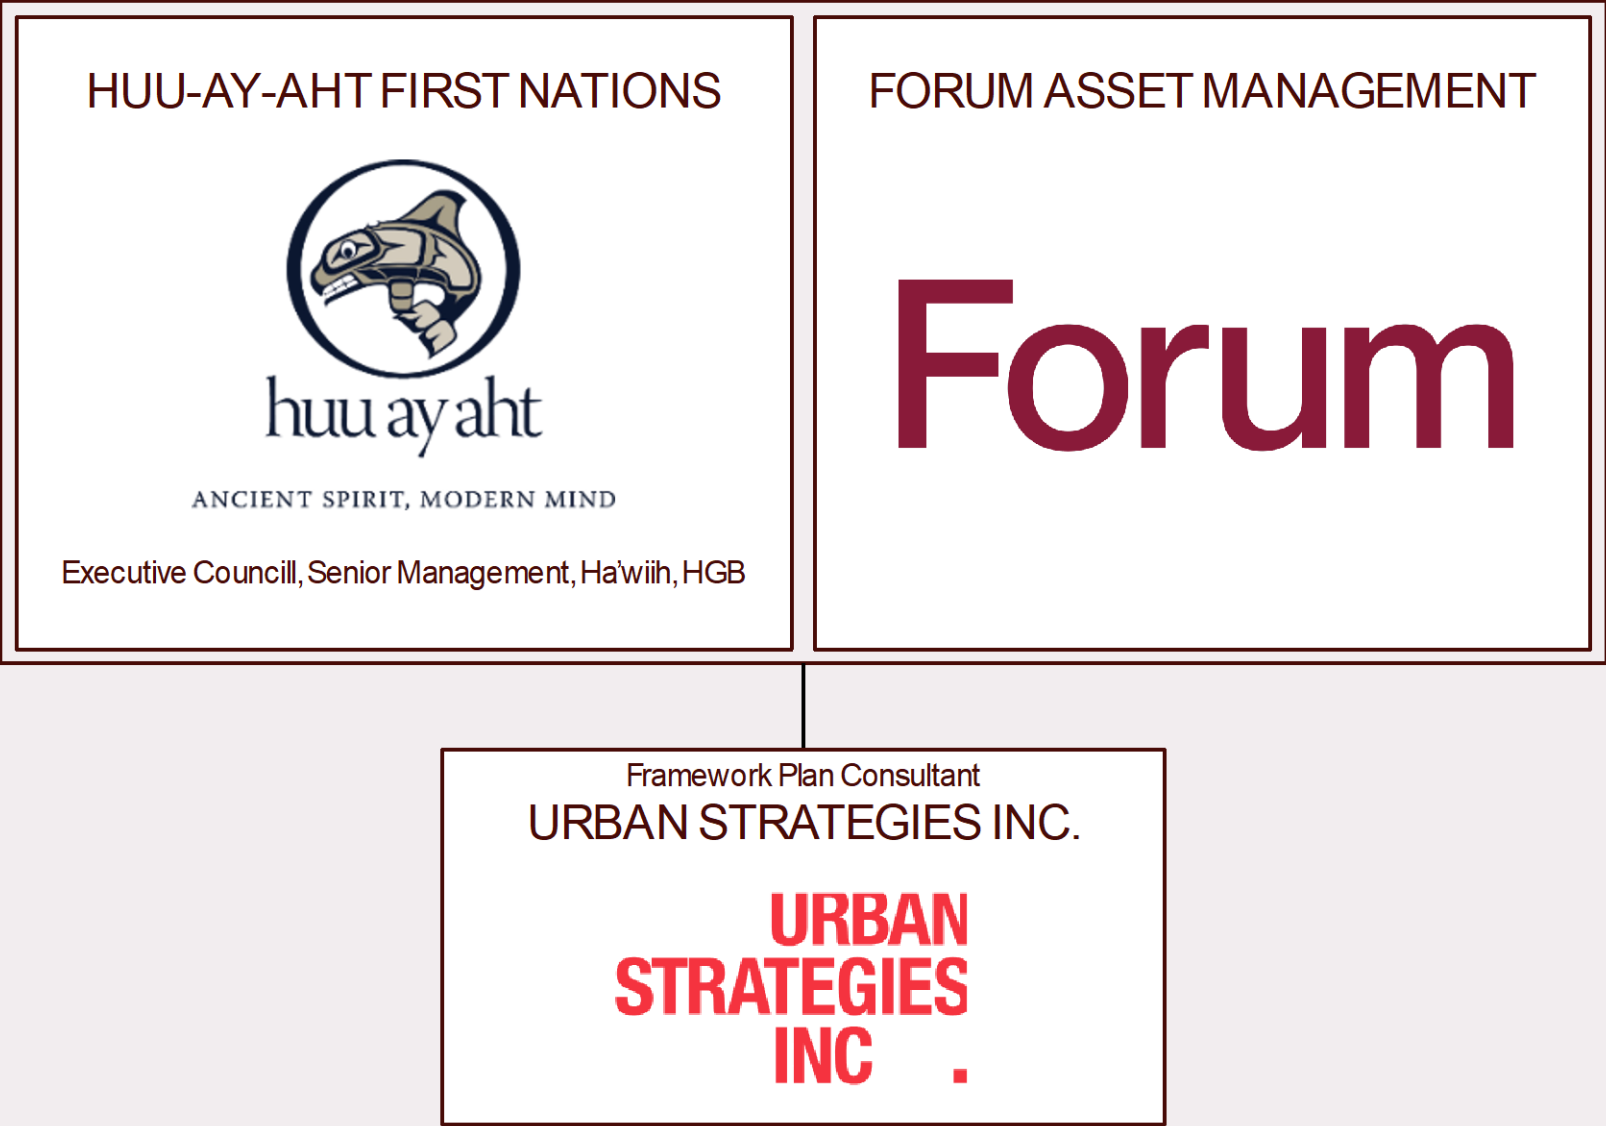 HUU-AY-AHT FIRST NATIONS
huu ay aht
ANCIENT SPIRIT, MODERN MIND
Executive Councill, Senior Management, Ha'wiih, HGB
FORUM ASSET MANAGEMENT
Forum
Framework Plan Consultant
URBAN STRATEGIES INC.
URBAN
STRATEGIES
INC .